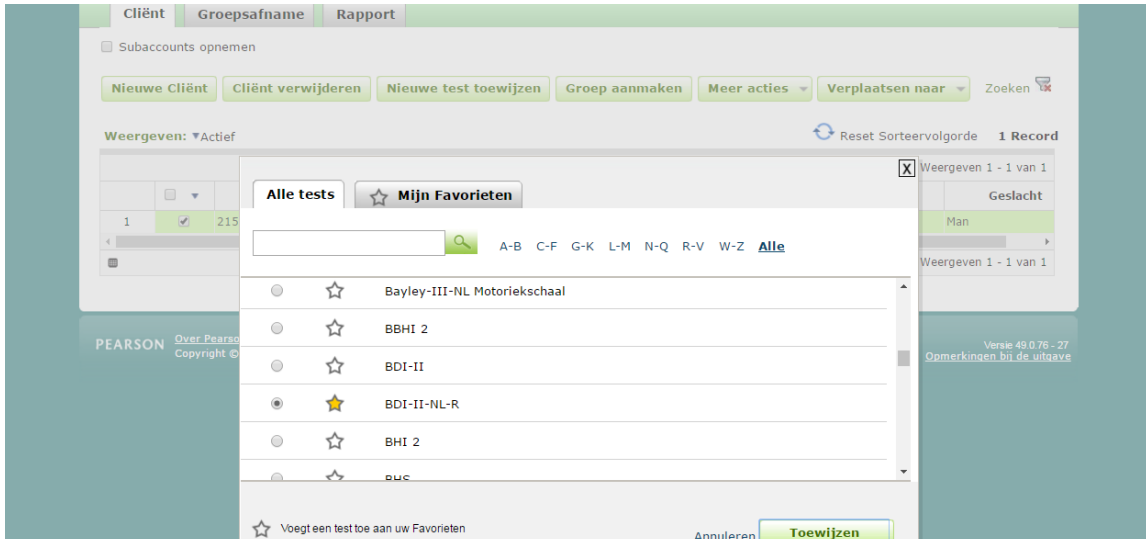 Cliënt Groepsafname Rapport
Subaccounts opnemen
Nieuwe Cliënt Cliënt verwijderen Nieuwe test toewijzen Groep aanmaken Meer acties Verplaatsen naar Zoeken
Weergeven: Actief Reset Sorteervolgorde 1 Record
Weergeven 1 - 1 van 1
Geslacht
1 215 Man
Weergeven 1 - 1 van 1
X
Alle tests Mijn Favorieten
A-B C-F G-K L-M N-Q R-V W-Z Alle
Bayley-III-NL Motoriekschaal
BBHI 2
BDI-II
BDI-II-NL-R
BHI 2
BHS
Voegt een test toe aan uw Favorieten
Annuleren Toewijzen
PEARSON Over Pearso
Copyright ©
Versie 49.0.76 - 27
Opmerkingen bij de uitgave